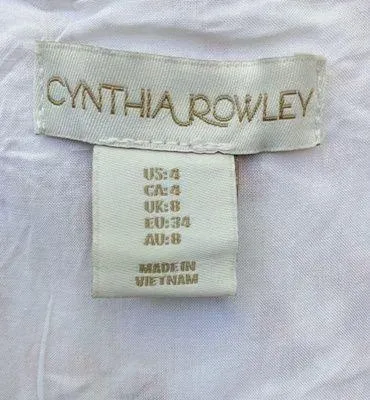 CYNTHIA ROWLEY
US:4
CA:4
UK:8
EU:34
AU:8
MADE IN
VIETNAM